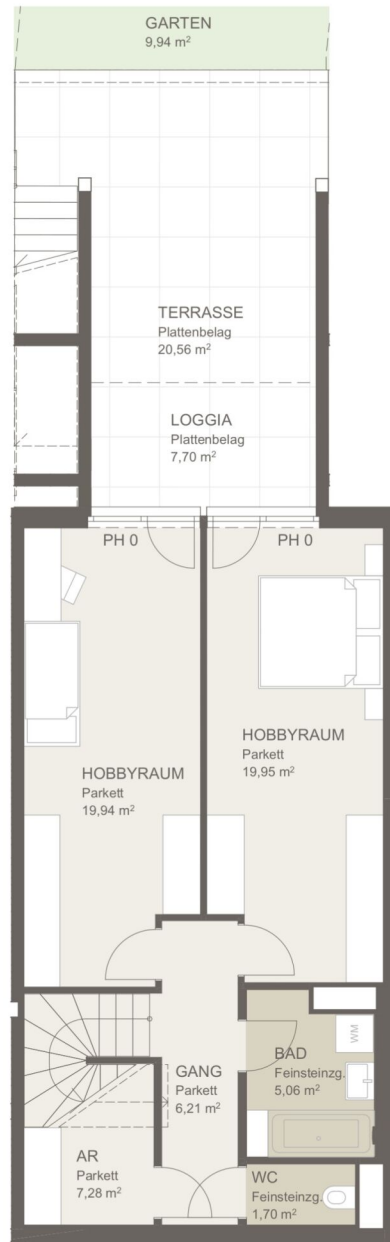 GARTEN
9,94 m²
TERRASSE
Plattenbelag
20,56 m²
LOGGIA
Plattenbelag
7,70 m²
PH 0
PH 0
HOBBYRAUM
Parkett
19,95 m²
HOBBYRAUM
Parkett
19,94 m²
WM
BAD
Feinsteinzg.
5,06 m²
GANG
Parkett
6,21 m²
AR
Parkett
7,28 m²
WC
Feinsteinzg.
1,70 m²